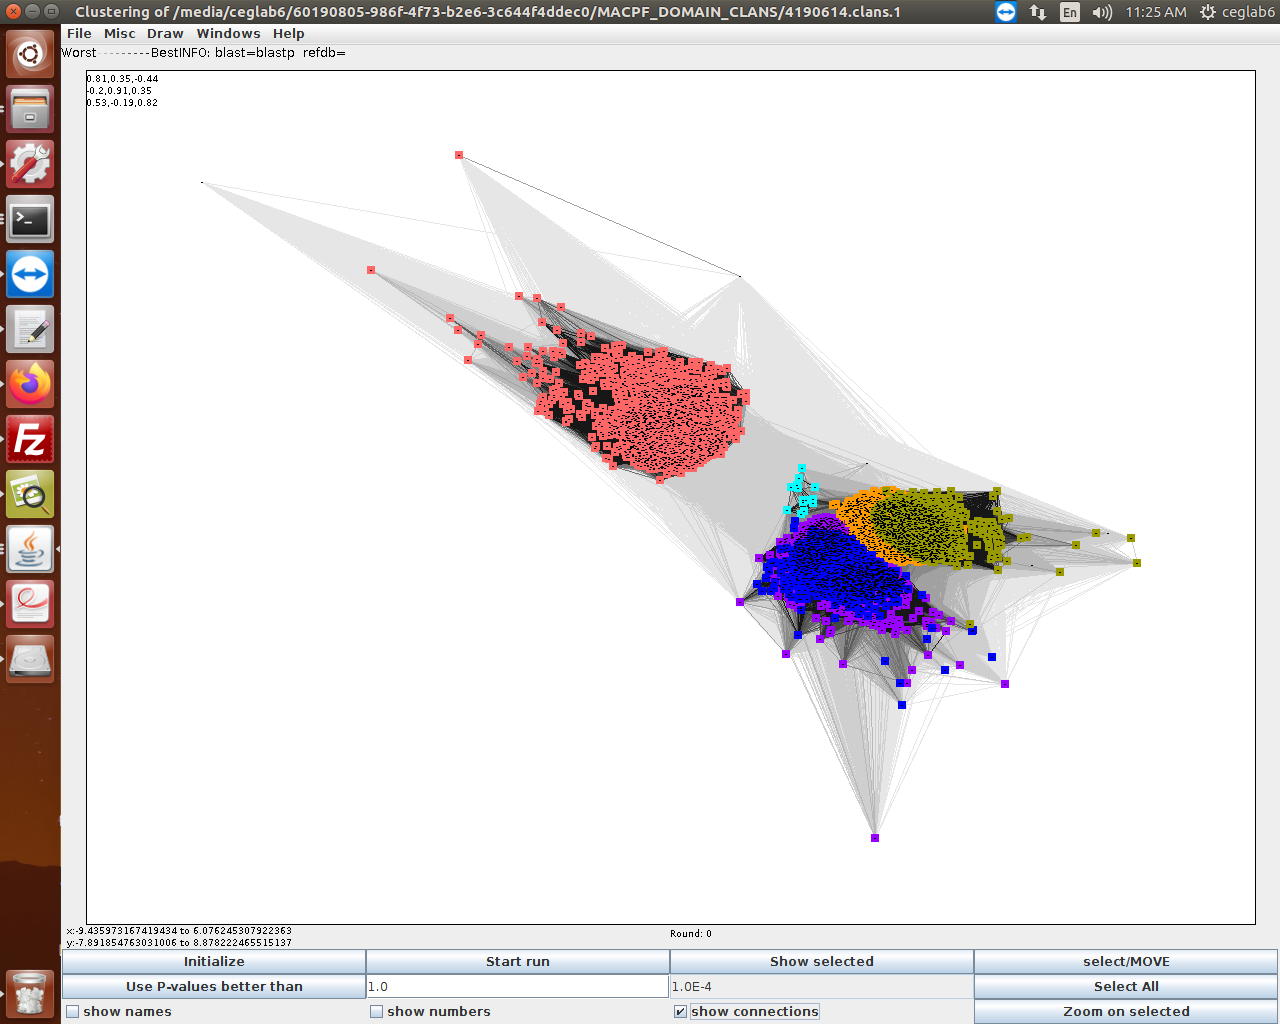 Clustering of /media/ceglab6/60190805-986f-4f73-b2e6-3c644f4ddec0/MACPF_DOMAIN_CLANS/4190614.clans.1
En 11:25 AM ceglab6
File Misc Draw Windows Help
Worst---------BestINFO: blast=blastp refdb=
0.81,0.35,-0.44
-0.2,0.91,0.35
0.53,-0.19,0.82
x:-9.435973167419434 to 6.076245307922363
y:-7.891854763031006 to 8.878222465515137
Round: 0
Initialize Start run Show selected select/MOVE
Use P-values better than 1.0 1.0E-4 Select All
show names show numbers show connections Zoom on selected